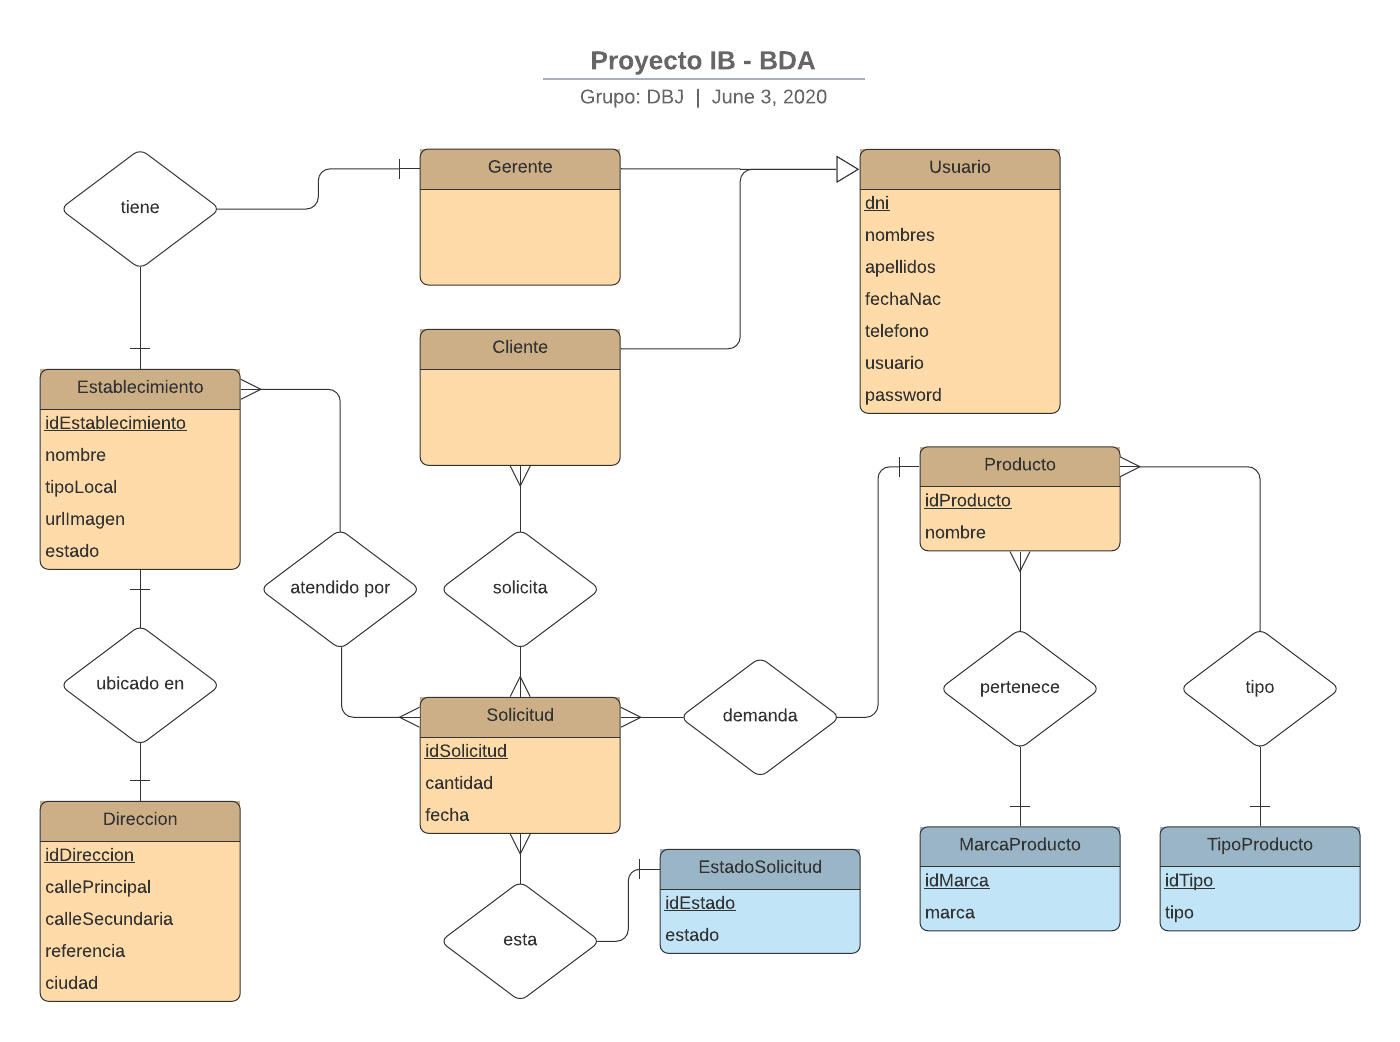 Proyecto IB - BDA
Grupo: DBJ | June 3, 2020
tiene
Gerente
Usuario
dni
nombres
apellidos
fechaNac
telefono
usuario
password
Cliente
Establecimiento
idEstablecimiento
nombre
tipoLocal
urlImagen
estado
atendido por
solicita
Producto
idProducto
nombre
ubicado en
Solicitud
idSolicitud
cantidad
fecha
demanda
pertenece
tipo
Direccion
idDireccion
callePrincipal
calleSecundaria
referencia
ciudad
esta
EstadoSolicitud
idEstado
estado
MarcaProducto
idMarca
marca
TipoProducto
idTipo
tipo